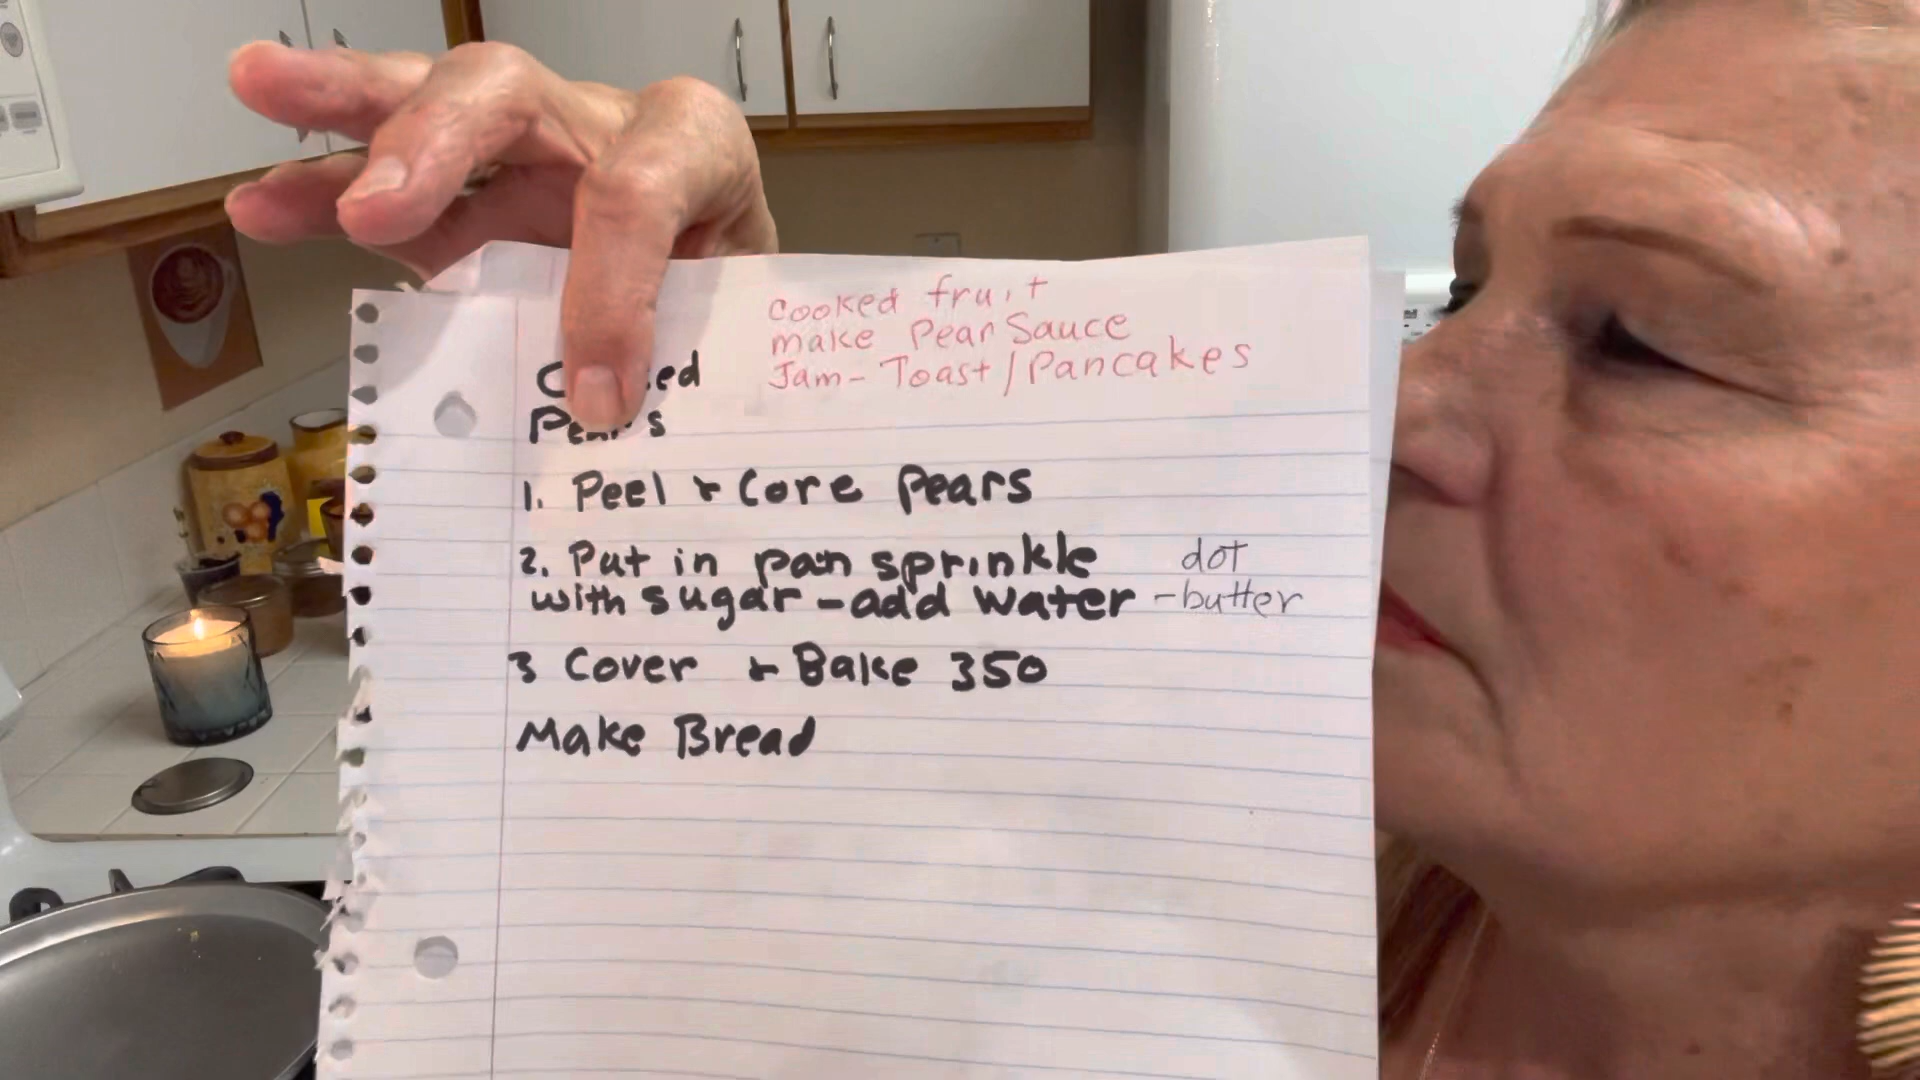 Cooked fruit
make Pear Sauce
Jam - Toast / Pancakes
1. Peel & Core pears
2. Put in pan sprinkle
with sugar - add water
dot
- butter
3 Cover & Bake 350
Make Bread